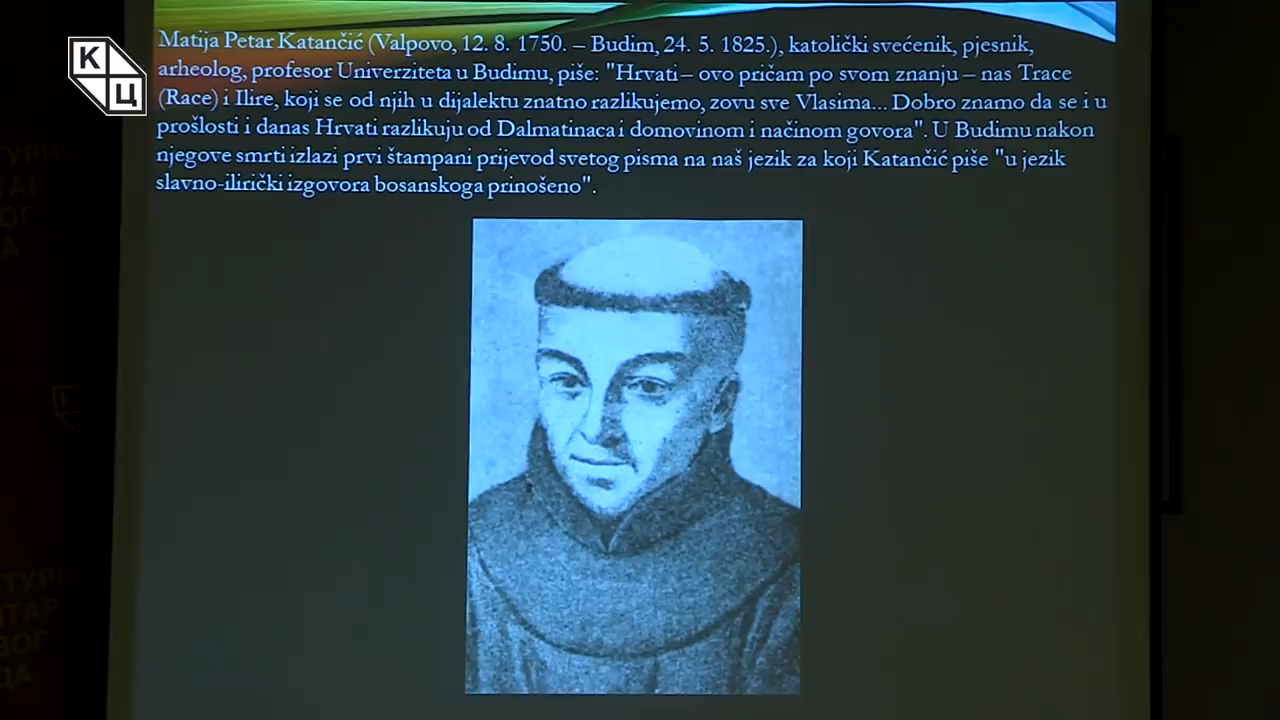 К
Ц
Matija Petar Katančić (Valpovo, 12. 8. 1750. – Budim, 24. 5. 1825.), katolički svećenik, pjesnik,
arheolog, profesor Univerziteta u Budimu, piše: "Hrvati – ovo pričam po svom znanju – nas Trace
(Race) i Ilire, koji se od njih u dijalektu znatno razlikujemo, zovu sve Vlasima... Dobro znamo da se i u
prošlosti i danas Hrvati razlikuju od Dalmatinaca i domovinom i načinom govora". U Budimu nakon
njegove smrti izlazi prvi štampani prijevod svetog pisma na naš jezik za koji Katančić piše "u jezik
slavno-ilirički izgovora bosanskoga prinošeno".